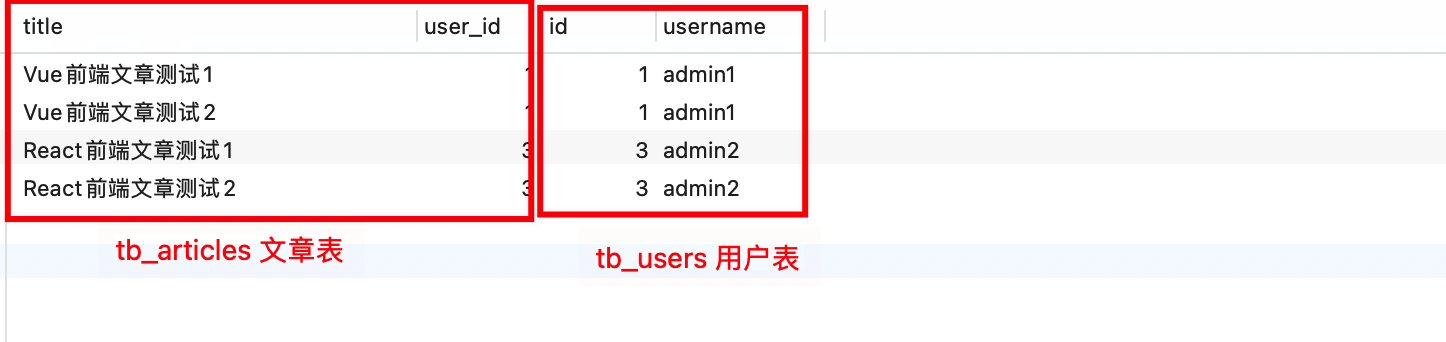 title user_id id username
Vue前端文章测试1 1 1 admin1
Vue前端文章测试2 1 1 admin1
React前端文章测试1 3 3 admin2
React前端文章测试2 3 3 admin2
tb_articles 文章表
tb_users 用户表